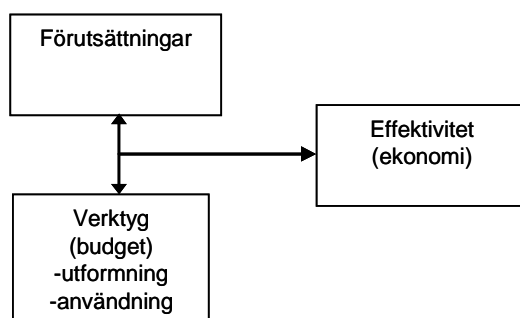 Förutsättningar
Effektivitet
(ekonomi)
Verktyg
(budget)
-utformning
-användning